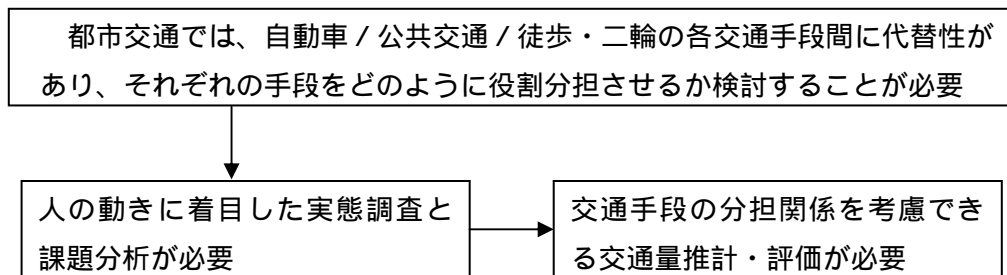 都市交通では、自動車/公共交通/徒歩・二輪の各交通手段間に代替性が
あり、それぞれの手段をどのように役割分担させるか検討することが必要
人の動きに着目した実態調査と
課題分析が必要
交通手段の分担関係を考慮でき
る交通量推計・評価が必要